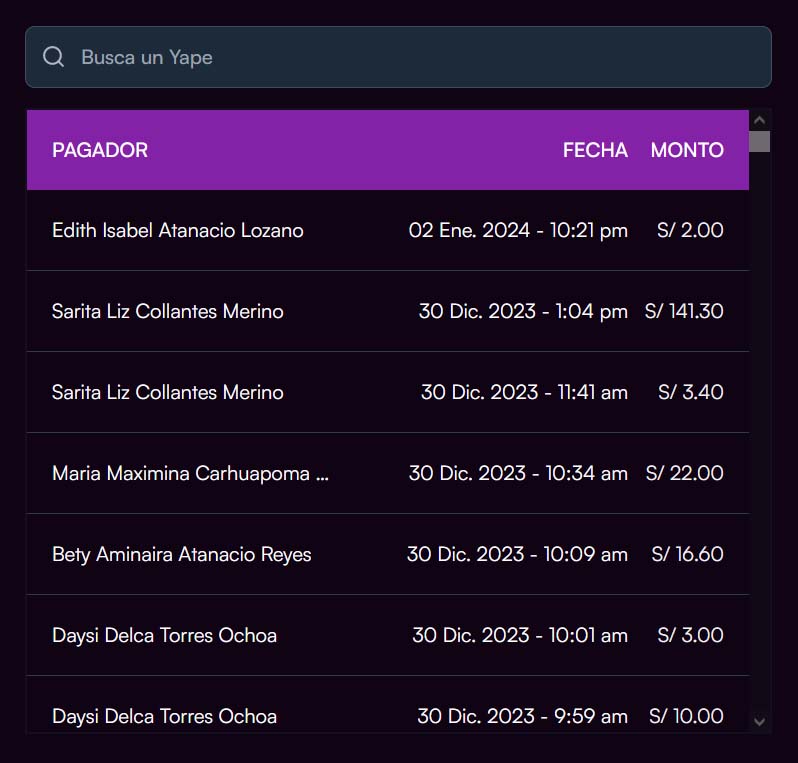 Busca un Yape
PAGADOR FECHA MONTO
Edith Isabel Atanacio Lozano 02 Ene. 2024 - 10:21 pm S/ 2.00
Sarita Liz Collantes Merino 30 Dic. 2023 - 1:04 pm S/ 141.30
Sarita Liz Collantes Merino 30 Dic. 2023 - 11:41 am S/ 3.40
Maria Maximina Carhuapoma ... 30 Dic. 2023 - 10:34 am S/ 22.00
Bety Aminaira Atanacio Reyes 30 Dic. 2023 - 10:09 am S/ 16.60
Daysi Delca Torres Ochoa 30 Dic. 2023 - 10:01 am S/ 3.00
Daysi Delca Torres Ochoa 30 Dic. 2023 - 9:59 am S/ 10.00